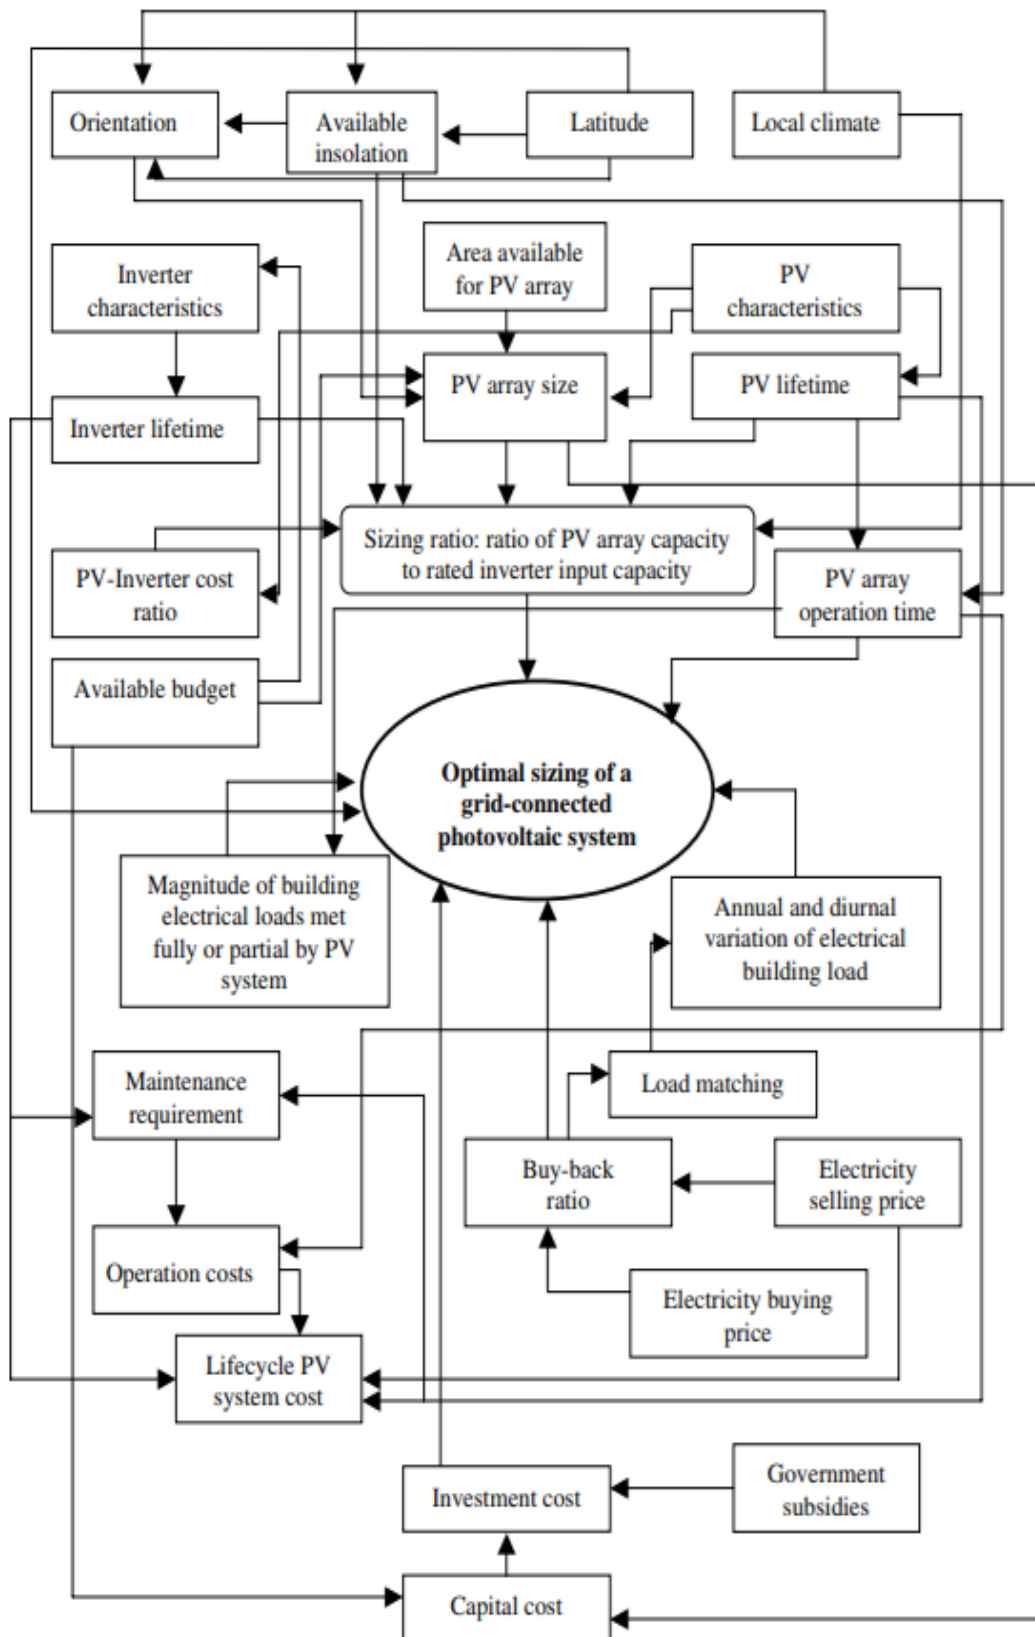 Orientation
Available
insolation
Latitude
Local climate
Inverter
characteristics
Area available
for PV array
PV
characteristics
Inverter lifetime
PV array size
PV lifetime
PV-Inverter cost
ratio
Sizing ratio: ratio of PV array capacity
to rated inverter input capacity
PV array
operation time
Available budget
Optimal sizing of a
grid-connected
photovoltaic system
Magnitude of building
electrical loads met
fully or partial by PV
system
Annual and diurnal
variation of electrical
building load
Maintenance
requirement
Load matching
Buy-back
ratio
Electricity
selling price
Operation costs
Electricity buying
price
Lifecycle PV
system cost
Investment cost
Government
subsidies
Capital cost